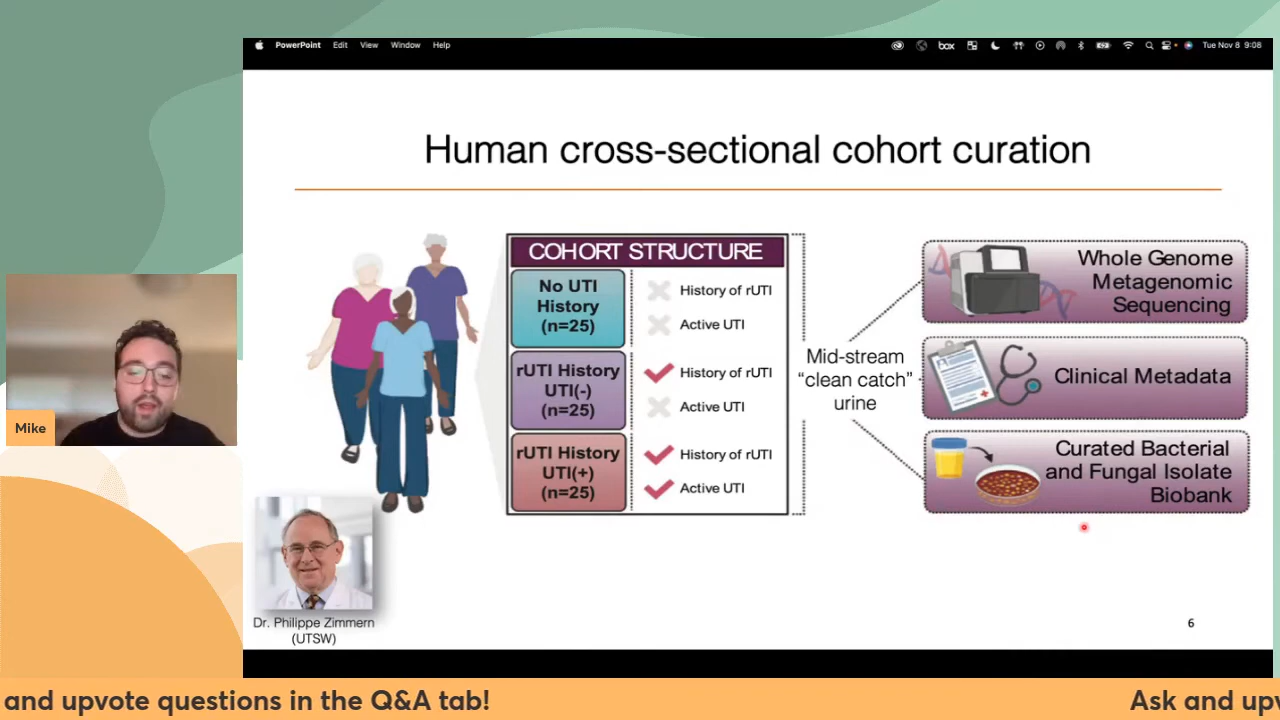 PowerPoint Edit View Window Help
box
Tue Nov 8 9:08
Human cross-sectional cohort curation
COHORT STRUCTURE
No UTI
History
(n=25)
History of rUTI
Active UTI
rUTI History
UTI(-)
(n=25)
History of rUTI
Active UTI
rUTI History
UTI(+)
(n=25)
History of rUTI
Active UTI
Mid-stream
“clean catch”
urine
Whole Genome
Metagenomic
Sequencing
Clinical Metadata
Curated Bacterial
and Fungal Isolate
Biobank
Mike
Dr. Philippe Zimmern
(UTSW)
6
and upvote questions in the Q&A tab!
Ask and upv